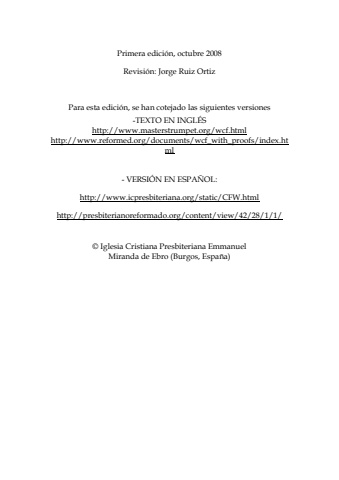 Primera edición, octubre 2008
Revisión: Jorge Ruiz Ortiz
Para esta edición, se han cotejado las siguientes versiones
-TEXTO EN INGLÉS
http://www.masterstrumpet.org/wcf.html
http://www.reformed.org/documents/wcf_with_proofs/index.ht
ml
- VERSIÓN EN ESPAÑOL:
http://www.icpresbiteriana.org/static/CFW.html
http://presbiterianoreformado.org/content/view/42/28/1/1/
© Iglesia Cristiana Presbiteriana Emmanuel
Miranda de Ebro (Burgos, España)